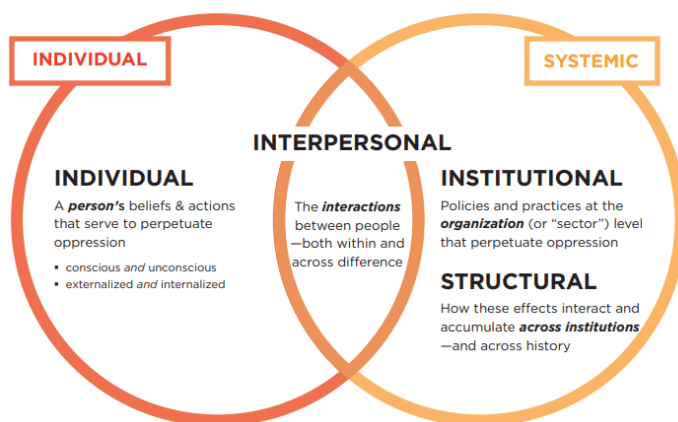 INDIVIDUAL
SYSTEMIC
INTERPERSONAL
INDIVIDUAL
A person’s beliefs & actions
that serve to perpetuate
oppression
▪ conscious and unconscious
▪ externalized and internalized
The interactions
between people
—both within and
across difference
INSTITUTIONAL
Policies and practices at the
organization (or “sector”) level
that perpetuate oppression
STRUCTURAL
How these effects interact and
accumulate across institutions
—and across history